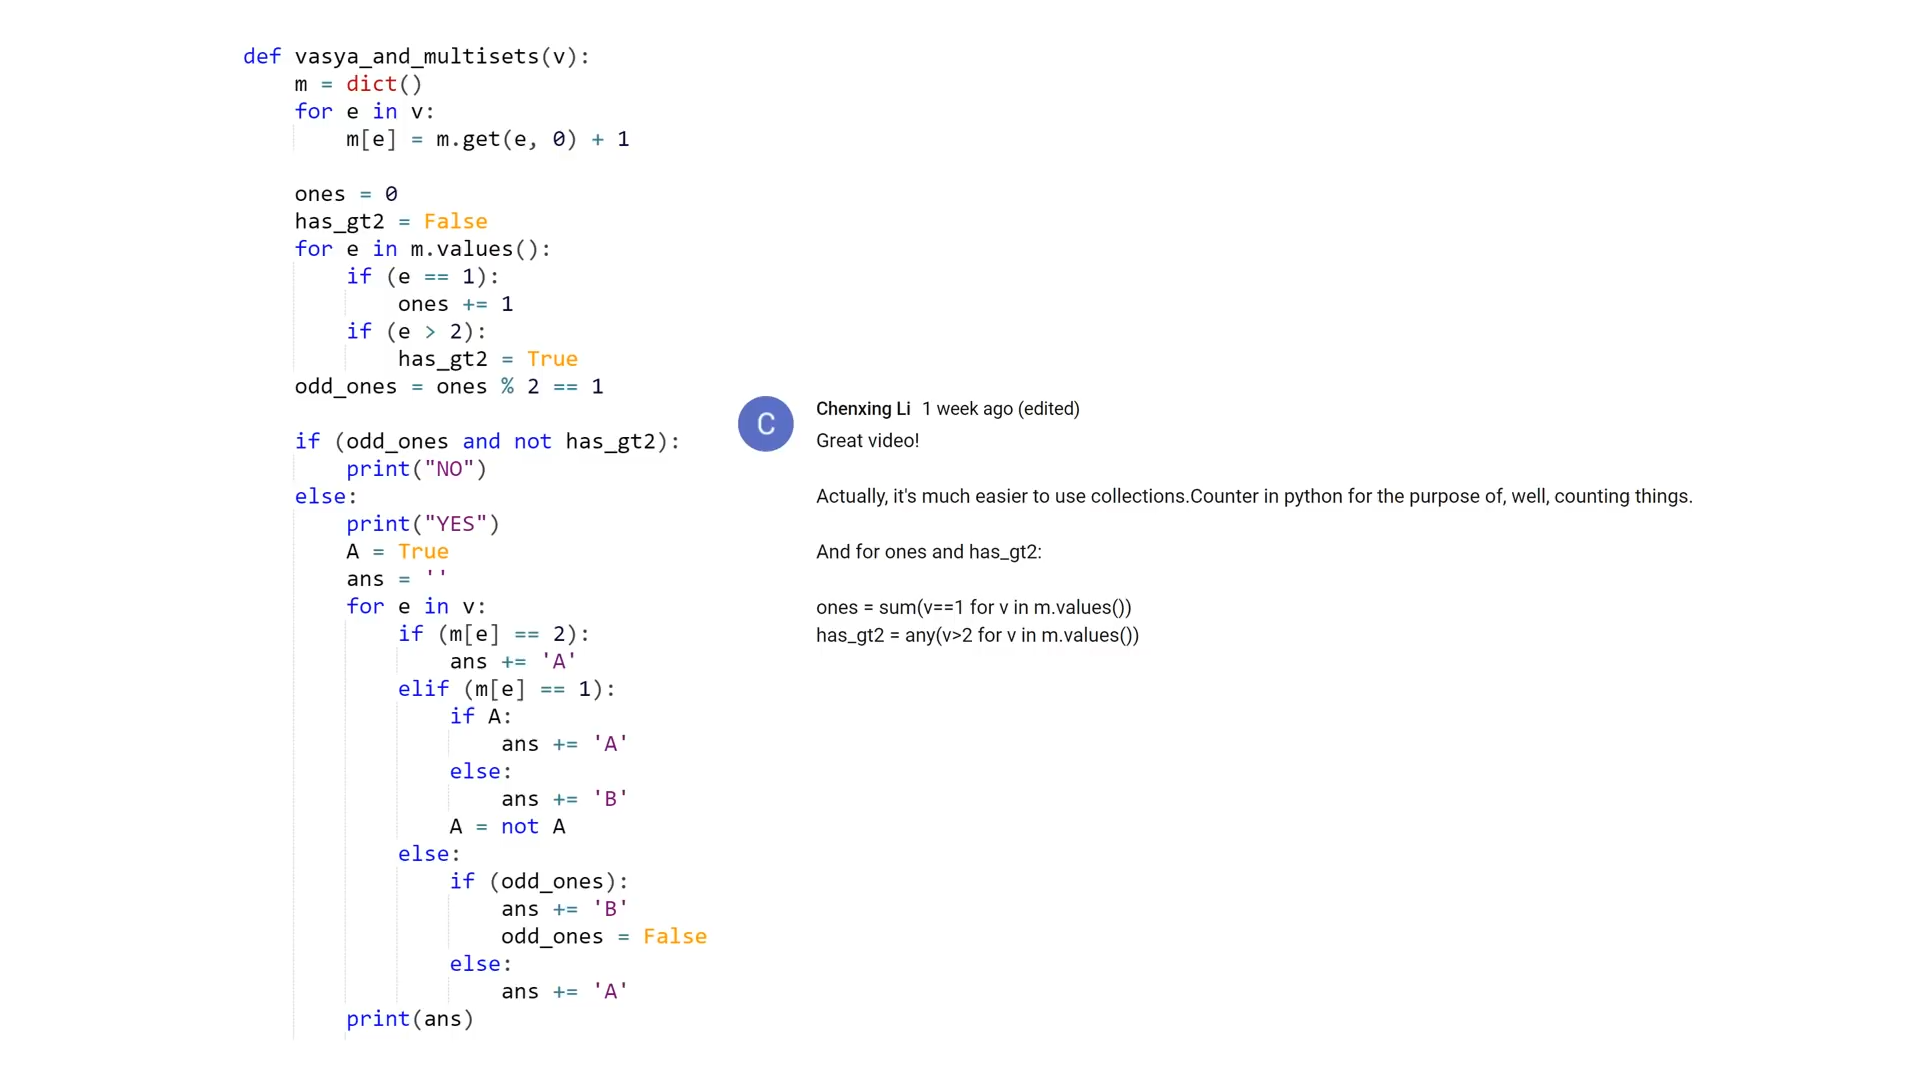 def vasya_and_multisets(v):
    m = dict()
    for e in v:
        m[e] = m.get(e, 0) + 1

    ones = 0
    has_gt2 = False
    for e in m.values():
        if (e == 1):
            ones += 1
        if (e > 2):
            has_gt2 = True
    odd_ones = ones % 2 == 1

    if (odd_ones and not has_gt2):
        print("NO")
    else:
        print("YES")
        A = True
        ans = ''
        for e in v:
            if (m[e] == 2):
                ans += 'A'
            elif (m[e] == 1):
                if A:
                    ans += 'A'
                else:
                    ans += 'B'
                A = not A
            else:
                if (odd_ones):
                    ans += 'B'
                    odd_ones = False
                else:
                    ans += 'A'
        print(ans)
C
Chenxing Li 1 week ago (edited)
Great video!
Actually, it's much easier to use collections.Counter in python for the purpose of, well, counting things.
And for ones and has_gt2:
ones = sum(v==1 for v in m.values())
has_gt2 = any(v>2 for v in m.values())